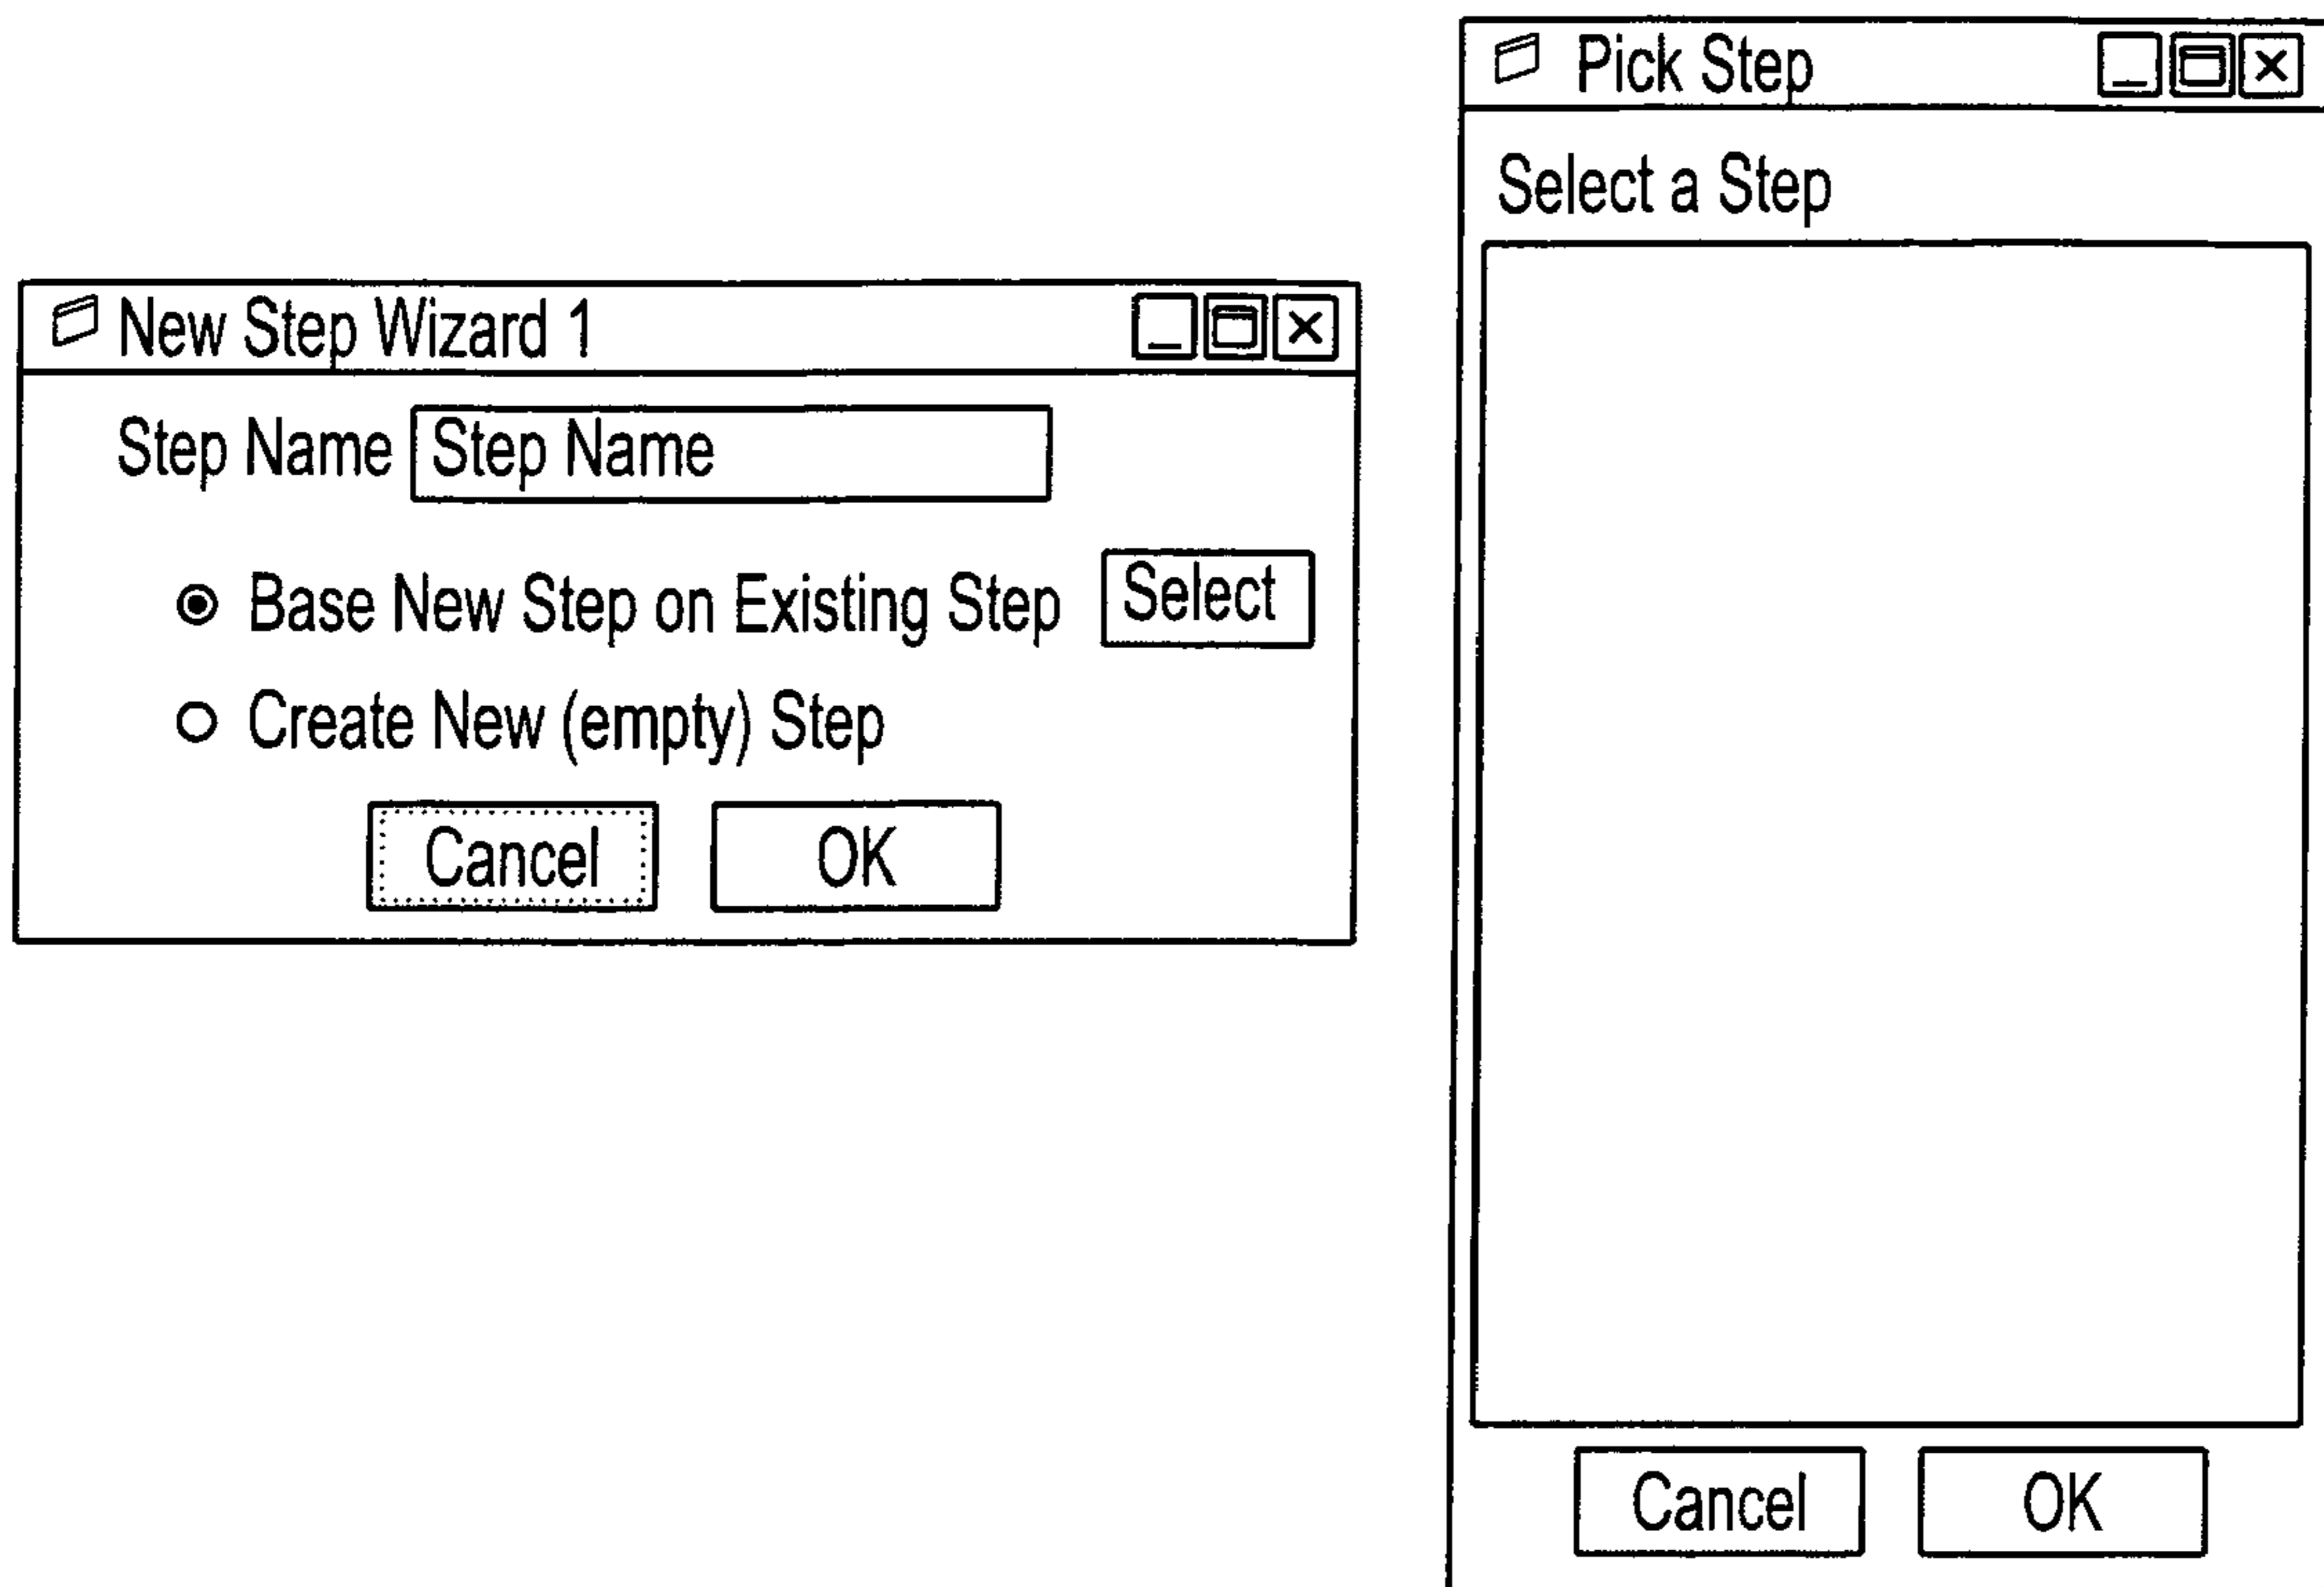 New Step Wizard 1
Step Name Step Name
Base New Step on Existing Step Select
Create New (empty) Step
Cancel OK
Pick Step
Select a Step
Cancel OK